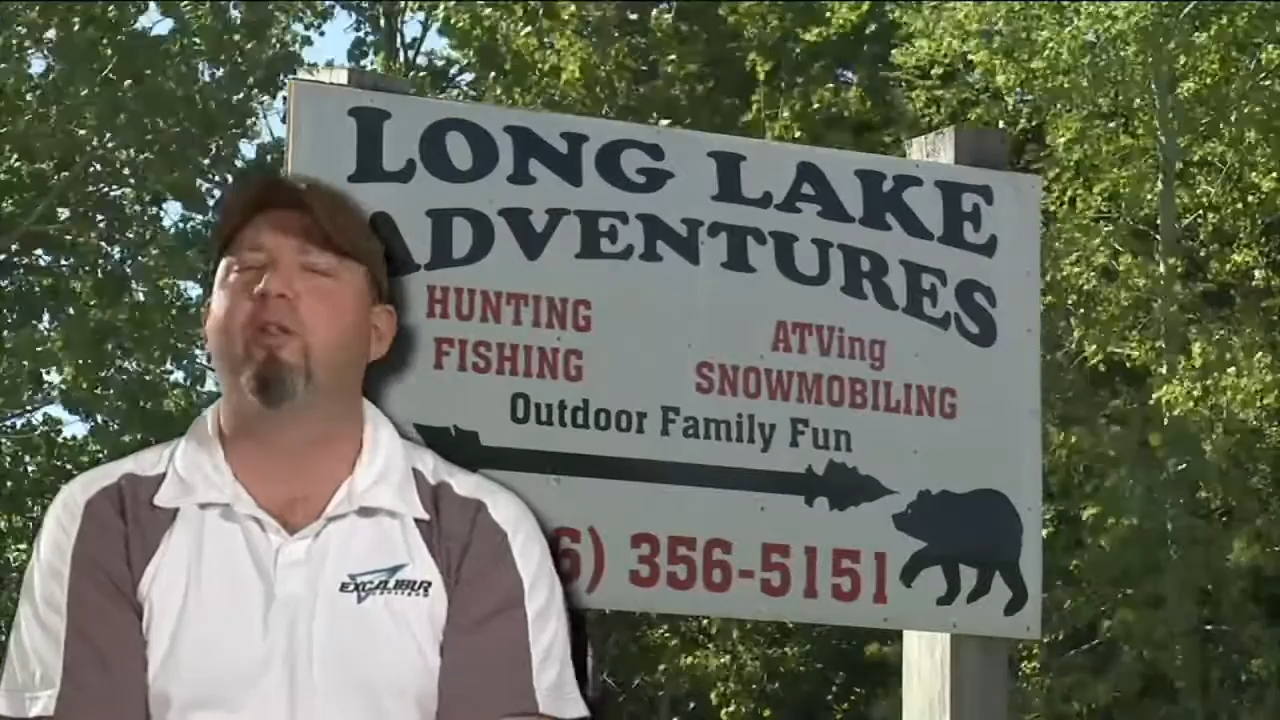 LONG LAKE
ADVENTURES
HUNTING
FISHING
ATVing
SNOWMOBILING
Outdoor Family Fun
6) 356-5151
EXCALIBUR